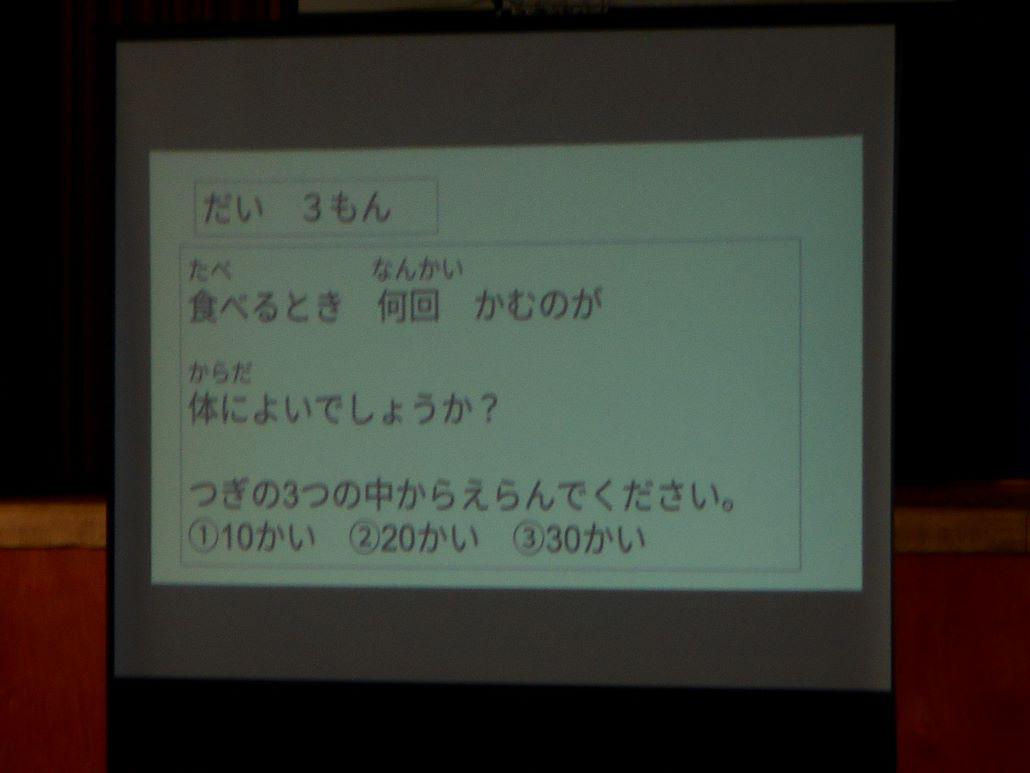 だい　３もん
たべ　なんかい
食べるとき　何回　かむのが
からだ
体によいでしょうか？
つぎの3つの中からえらんでください。
①10かい　②20かい　③30かい